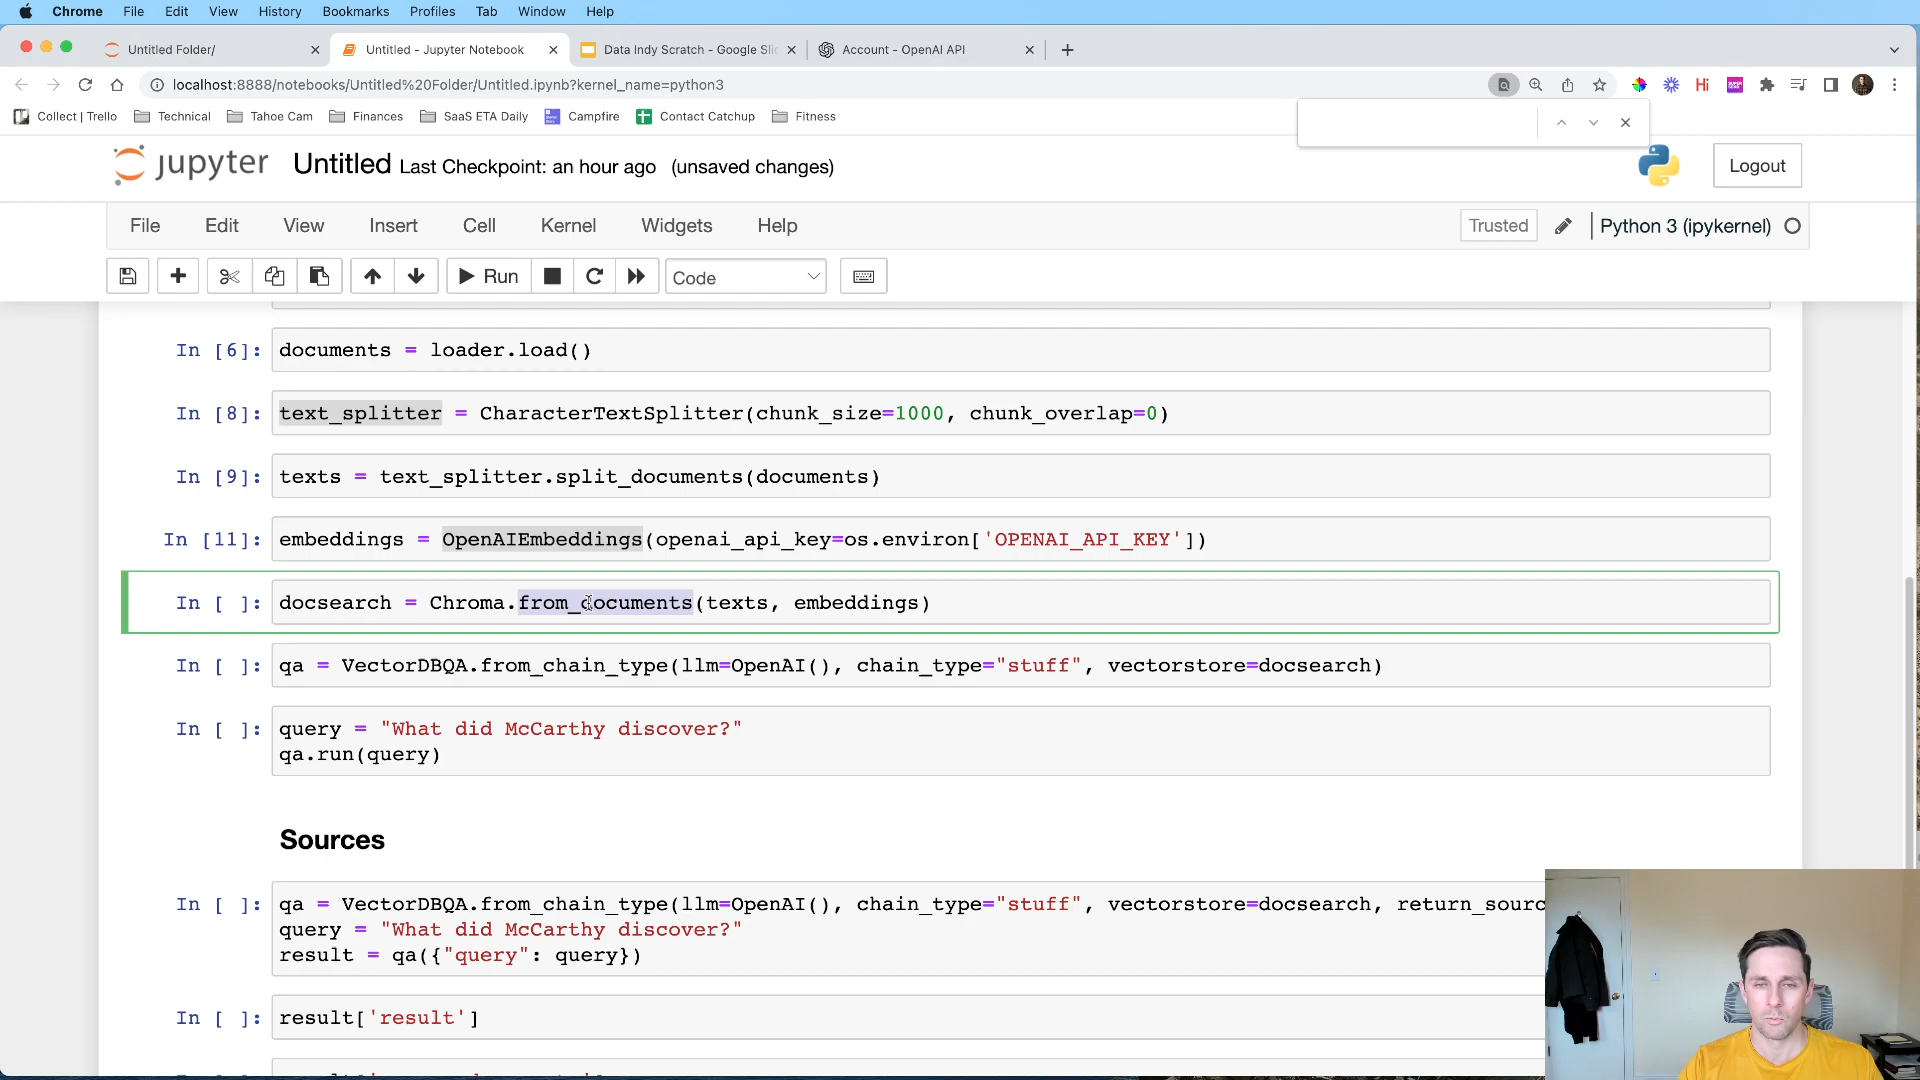 Chrome File Edit View History Bookmarks Profiles Tab Window Help
Untitled Folder/ Untitled - Jupyter Notebook Data Indy Scratch - Google Slic Account - OpenAI API
localhost:8888/notebooks/Untitled%20Folder/Untitled.ipynb?kernel_name=python3
Hi
Collect | Trello Technical Tahoe Cam Finances SaaS ETA Daily Campfire Contact Catchup Fitness
jupyter Untitled Last Checkpoint: an hour ago (unsaved changes) Logout
File Edit View Insert Cell Kernel Widgets Help Trusted Python 3 (ipykernel)
Run Code
In [6]: documents = loader.load()
In [8]: text_splitter = CharacterTextSplitter(chunk_size=1000, chunk_overlap=0)
In [9]: texts = text_splitter.split_documents(documents)
In [11]: embeddings = OpenAIEmbeddings(openai_api_key=os.environ['OPENAI_API_KEY'])
In [ ]: docsearch = Chroma.from_documents(texts, embeddings)
In [ ]: qa = VectorDBQA.from_chain_type(llm=OpenAI(), chain_type="stuff", vectorstore=docsearch)
In [ ]: query = "What did McCarthy discover?"
qa.run(query)
Sources
In [ ]: qa = VectorDBQA.from_chain_type(llm=OpenAI(), chain_type="stuff", vectorstore=docsearch, return_sourc
query = "What did McCarthy discover?"
result = qa({"query": query})
In [ ]: result['result']